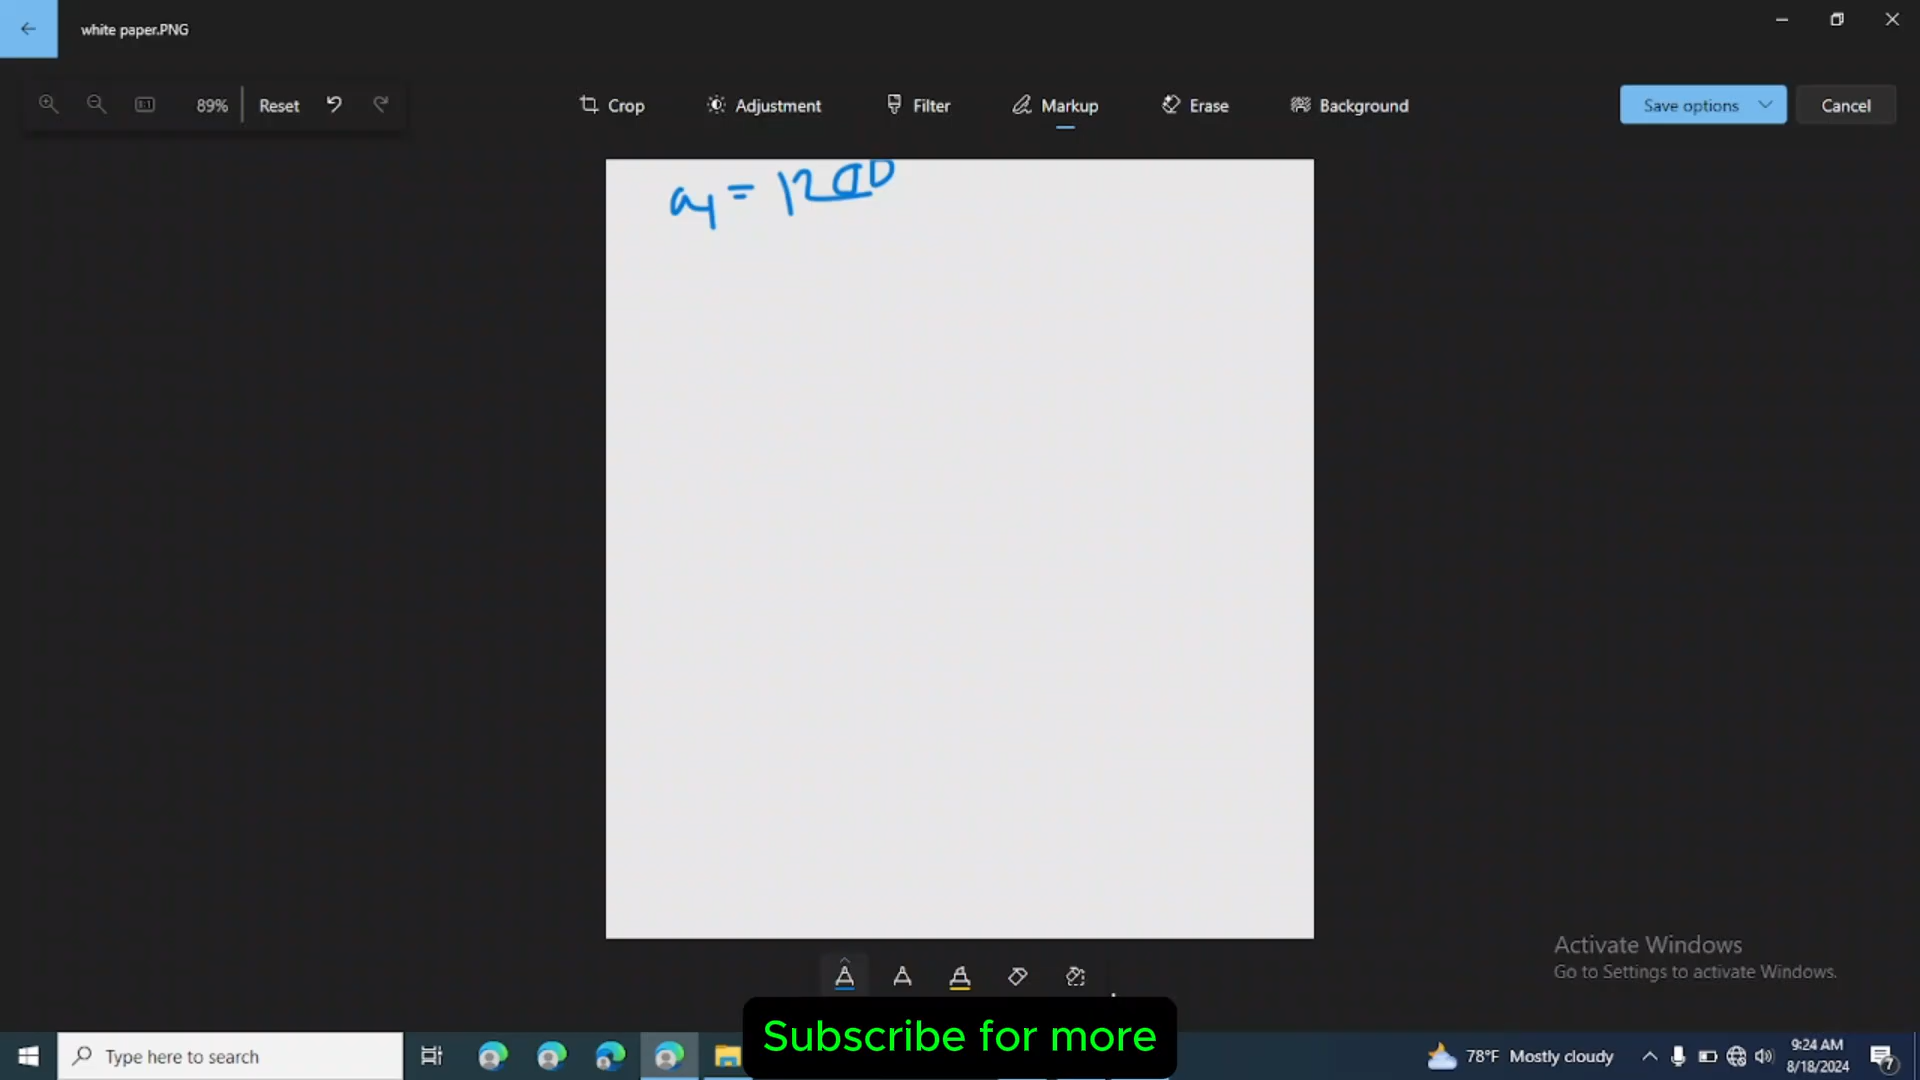 white paper.PNG
89%
Reset
Crop
Adjustment
Filter
Markup
Erase
Background
Save options
Cancel
a1 = 1200
Activate Windows
Go to Settings to activate Windows.
Subscribe for more
Type here to search
78°F Mostly cloudy
9:24 AM
8/18/2024
7